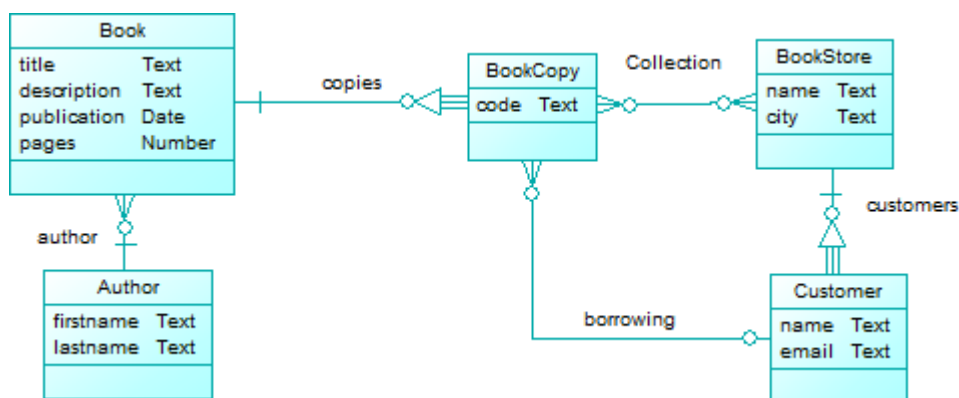 Book
title Text
description Text
publication Date
pages Number
copies
BookCopy
code Text
Collection
BookStore
name Text
city Text
customers
author
Author
firstname Text
lastname Text
borrowing
Customer
name Text
email Text